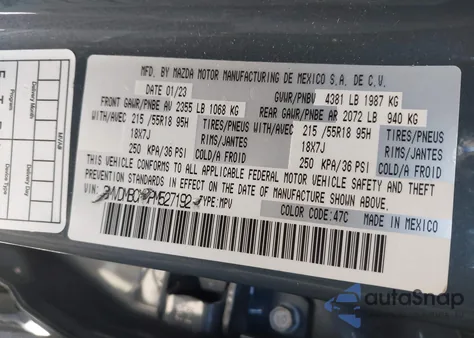 MFD. BY MAZDA MOTOR MANUFACTURING DE MEXICO S.A. DE C.V.
DATE 01/23 GVWR/PNBV 4381 LB 1987 KG
FRONT GAWR/PNBE AV 2355 LB 1068 KG REAR GAWR/PNBE AR 2072 LB 940 KG
WITH/AVEC 215/55R18 95H TIRES/PNEUS WITH/AVEC 215/55R18 95H TIRES/PNEUS
18X7J RIMS/JANTES 18X7J RIMS/JANTES
250 KPA/36 PSI COLD/A FROID 250 KPA/36 PSI COLD/A FROID
THIS VEHICLE CONFORMS TO ALL APPLICABLE FEDERAL MOTOR VEHICLE SAFETY AND THEFT
PREVENTION STANDARDS IN EFFECT ON THE DATE OF MANUFACTURE SHOWN ABOVE.
VIN: TYPE: MPV
COLOR CODE: 47C MADE IN MEXICO
autoSnap